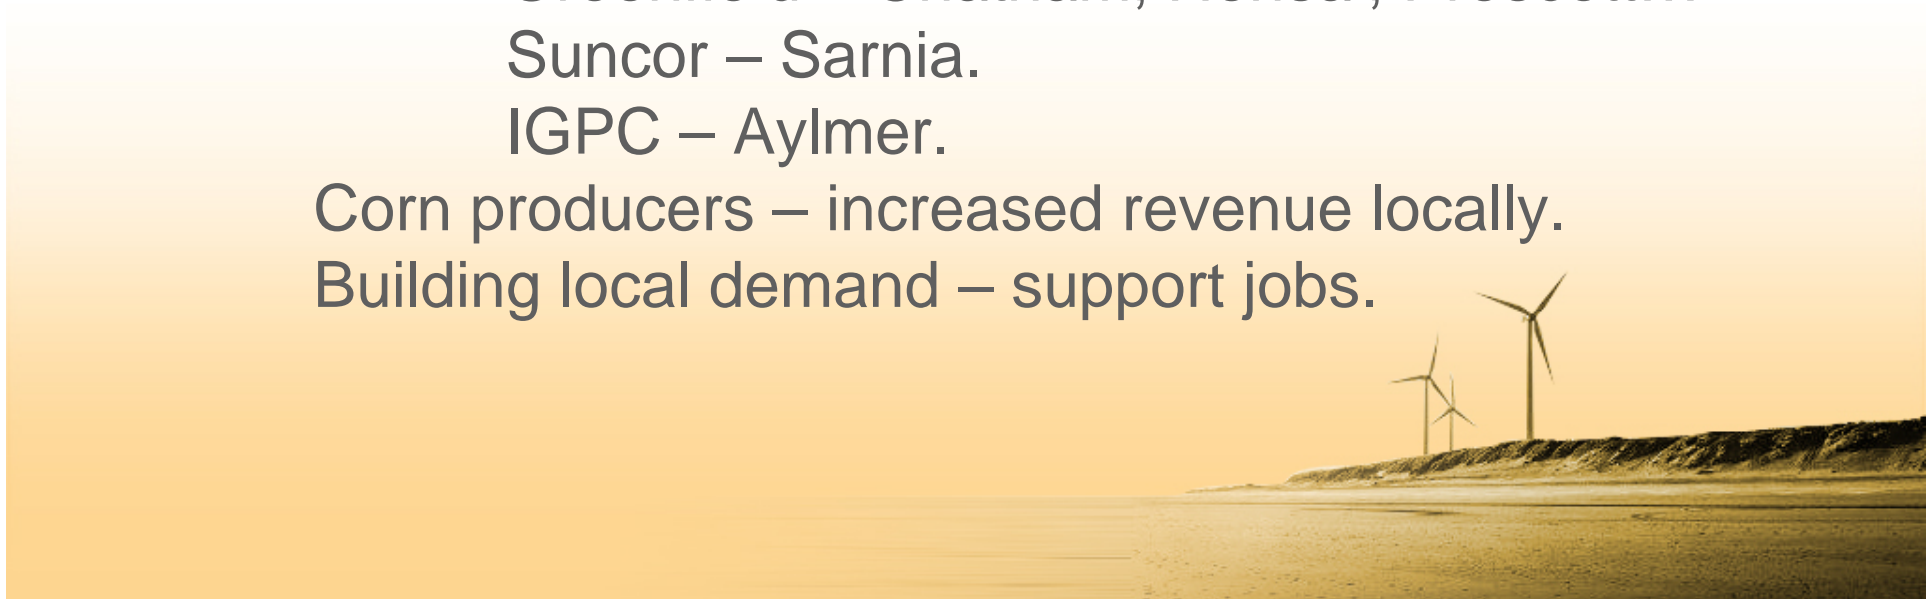 Suncor – Sarnia.
IGPC – Aylmer.
Corn producers – increased revenue locally.
Building local demand – support jobs.